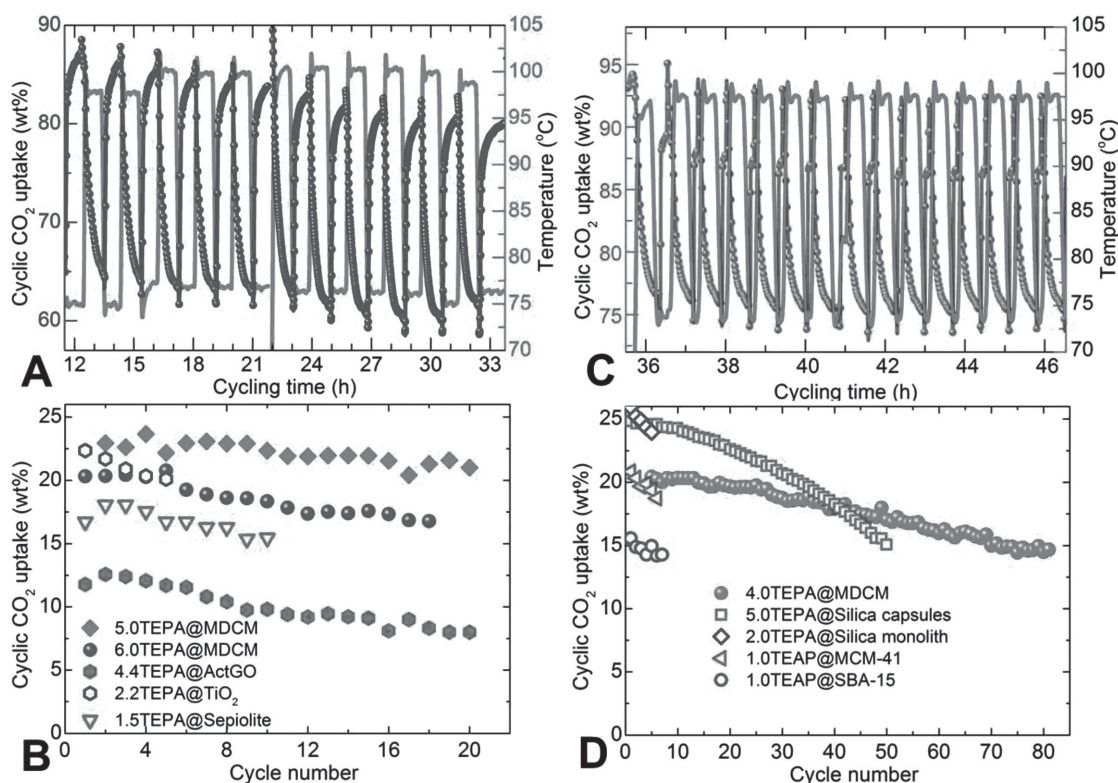 90
80
70
60
Cyclic CO2 uptake (wt%)
105
100
95
90
85
80
75
70
Temperature (oC)
12 15 18 21 24 27 30 33
Cycling time (h)
A
95
90
85
80
75
Cyclic CO2 uptake (wt%)
105
100
95
90
85
80
75
70
Temperature (oC)
36 38 40 42 44 46
Cycling time (h)
C
25
20
15
10
5
0
Cyclic CO2 uptake (wt%)
5.0TEPA@MDCM
6.0TEPA@MDCM
4.4TEPA@ActGO
2.2TEPA@TiO2
1.5TEPA@Sepiolite
0 4 8 12 16 20
Cycle number
B
25
20
15
10
5
0
Cyclic CO2 uptake (wt%)
4.0TEPA@MDCM
5.0TEPA@Silica capsules
2.0TEPA@Silica monolith
1.0TEAP@MCM-41
1.0TEAP@SBA-15
0 10 20 30 40 50 60 70 80
Cycle number
D